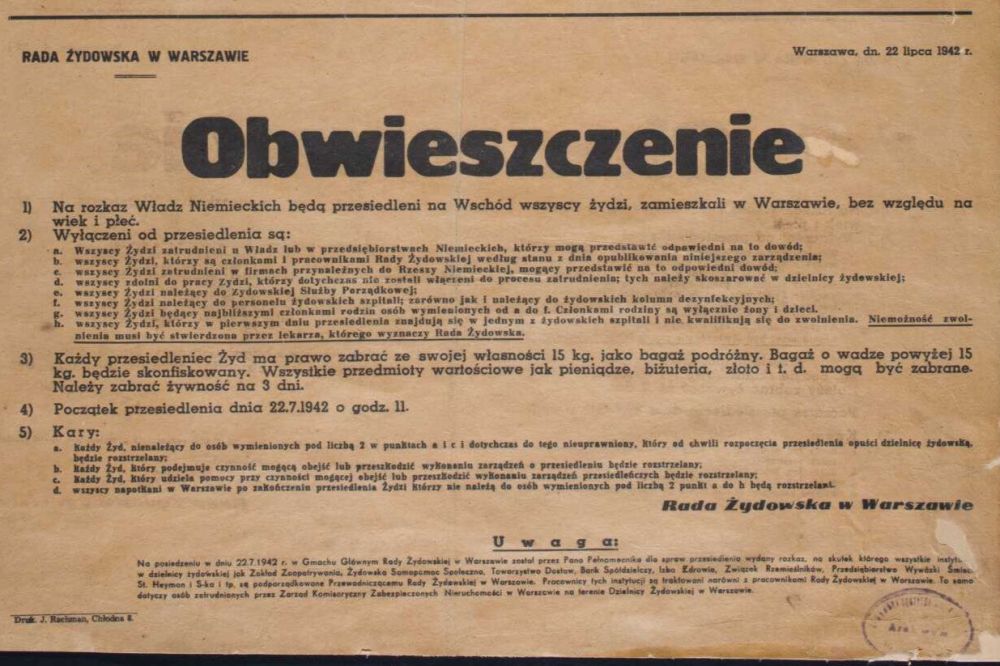 RADA ŻYDOWSKA W WARSZAWIE
Warszawa, dn. 22 lipca 1942 r.
Obwieszczenie
1) Na rozkaz Władz Niemieckich będą przesiedleni na Wschód wszyscy żydzi, zamieszkali w Warszawie, bez względu na
wiek i płeć.
2) Wyłączeni od przesiedlenia są:
a. Wszyscy Żydzi zatrudnieni u Władz lub w przedsiębiorstwach Niemieckich, którzy mogą przedstawić odpawiedni na to dowód;
b. wszyscy Żydzi, którzy są członkami i pracownikami Rady Żydowskiej według stanu z dnia opublikowania niniejszego zarządzenia;
c. wszyscy Żydzi zatrudnieni w firmach przynależnych do Rzeszy Niemieckiej, mogący przedstawić na to odpowiedni dowód;
d. wszyscy zdolni do pracy Żydzi, którzy dotychczas nie zostali włączeni do procesu zatrudnienia; tych należy skoszarować w dzielnicy żydowskiej;
e. wszyscy Żydzi należący do Żydowskiej Służby Porządkowej;
f. wszyscy Żydzi należący do personelu żydowskich szpitali; zarówno jak i należący do żydowskich kolumn dezynfekcyjnych;
g. wszyscy Żydzi będący najbliższymi członkami rodzin osób wymienionych od a do f. Członkami rodziny są wyłącznie żony i dzieci.
h. wszyscy Żydzi, którzy w pierwszym dniu przesiedlenia znajdują się w jednym z żydowskich szpitali i nie kwalifikują się do zwolnienia. Niemożność zwol-
nienia musi być stwierdzona przez lekarza, którego wyznaczy Rada Żydowska.
3) Każdy przesiedleniec Żyd ma prawo zabrać ze swojej własności 15 kg. jako bagaż podróżny. Bagaż o wadze powyżej 15
kg. będzie skonfiskowany. Wszystkie przedmioty wartościowe jak pieniądze, biżuteria, złoto i t. d. mogą być zabrane.
Należy zabrać żywność na 3 dni.
4) Początek przesiedlenia dnia 22.7.1942 o godz. 11.
5) Kary:
a. Każdy Żyd, nienależący do osób wymienionych pod liczbą 2 w punktach a i c i dotychczas do tego nieuprawniony, który od chwili rozpoczęcia przesiedlenia opuści dzielnicę żydowską,
będzie rozstrzelany;
b. Każdy Żyd, który podejmuje czynność mogącą obejść lub przeszkodzić wykonaniu zarządzeń o przesiedleniu będzie rozstrzelany;
c. Każdy Żyd, który udziela pomocy przy czynności mogącej obejść lub przeszkodzić wykonaniu zarządzeń przesiedleńczych będzie rozstrzelany;
d. wszyscy napotkani w Warszawie po zakończeniu przesiedlenia Żydzi którzy nie należą do osób wymienionych pod liczbą 2 punkt a do h będą rozstrzelani.
Rada Żydowska w Warszawie
Uwaga:
Na posiedzeniu w dniu 22.7.1942 r. w Gmachu Głównym Rady Żydowskiej w Warszawie został przez Pana Pełnomocnika dla spraw przesiedlenia wydany rozkaz, na skutek którego wszystkie
w dzielnicy żydowskiej jak Zakład Zaopatrywania, Żydowska Samopomoc Społeczna, Towarzystwo Dostaw, Bank Spółdzielczy, Izba Zdrowia, Związek Rzemieślników, Przedsiębiorstwo Wywózki
St. Heyman i S-ka i tp. są podporządkowane Przewodniczącemu Rady Żydowskiej w Warszawie. Pracownicy tych instytucji są traktowani narówni z pracownikami Rady Żydowskiej w Warszawie. To samo
dotyczy osób zatrudnionych przez Zarząd Komisaryczny Zabezpieczonych Nieruchomości w Warszawie na terenie Dzielnicy Żydowskiej w Warszawie.
Druk. J. Rachman, Chłodna 8.